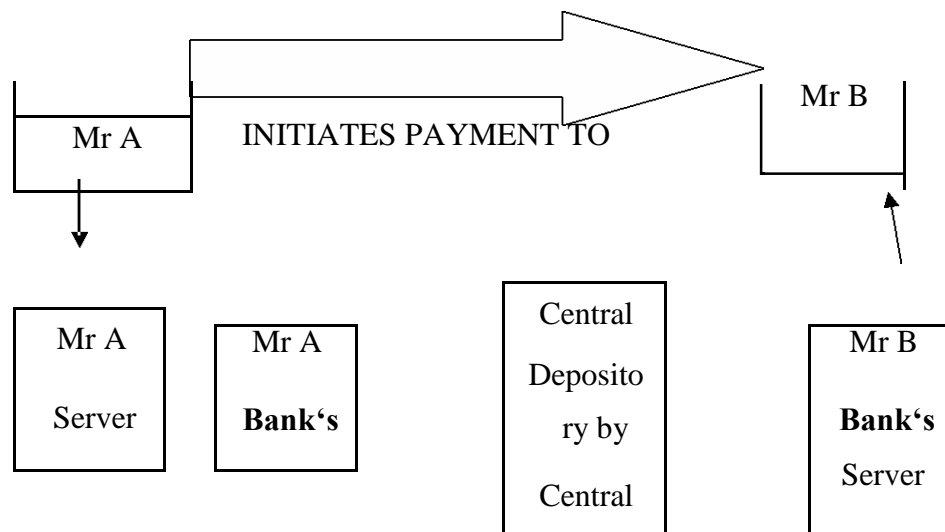 Mr A
INITIATES PAYMENT TO
Mr B
Mr A
Server
Mr A
Bank‘s
Central
Deposito
ry by
Central
Mr B
Bank‘s
Server